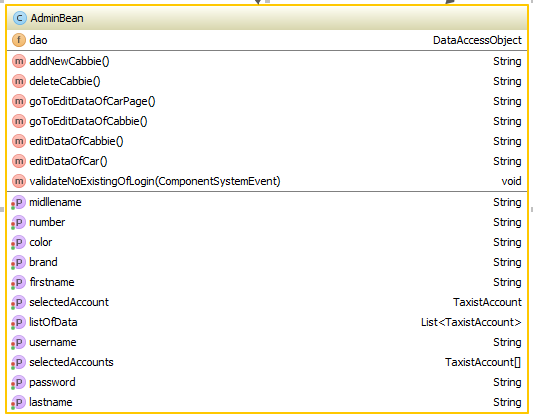 C AdminBean
f dao DataAccessObject
m addNewCabbie() String
m deleteCabbie() String
m goToEditDataOfCarPage() String
m goToEditDataOfCabbie() String
m editDataOfCabbie() String
m editDataOfCar() String
m validateNoExistingOfLogin(ComponentSystemEvent) void
P midllename String
P number String
P color String
P brand String
P firstname String
P selectedAccount TaxistAccount
P listOfData List<TaxistAccount>
P username String
P selectedAccounts TaxistAccount[]
P password String
P lastname String